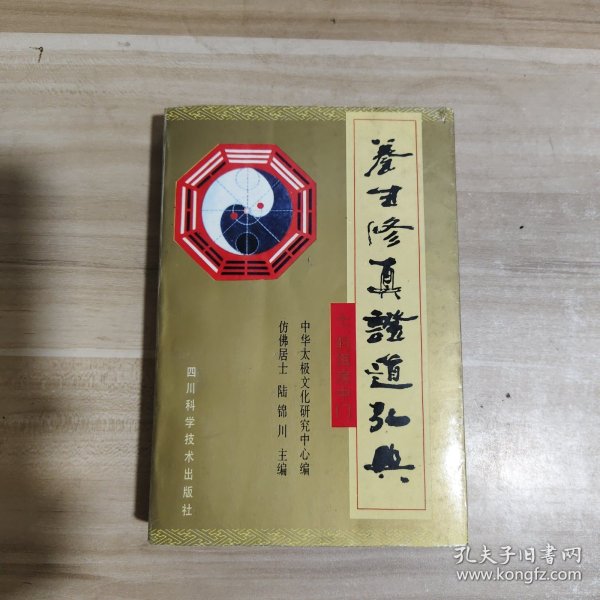 養生修真證道弘典
中华太极文化研究中心编
仿佛居士 陆锦川 主编
四川科学技术出版社
孔夫子旧书网
www.kongfz.com